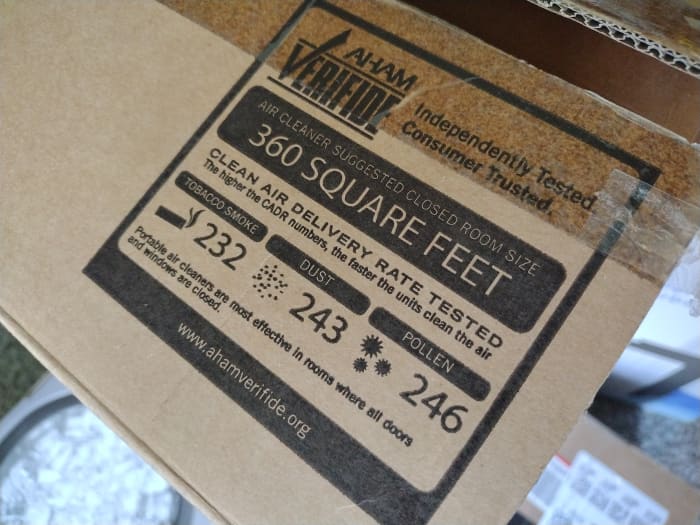 AHAM
VERIFIDE
Independently Tested.
Consumer Trusted.
AIR CLEANER SUGGESTED CLOSED ROOM SIZE
360 SQUARE FEET
CLEAN AIR DELIVERY RATE TESTED
The higher the CADR numbers, the faster the units clean the air
TOBACCO SMOKE
232
DUST
243
POLLEN
246
Portable air cleaners are most effective in rooms where all doors
and windows are closed.
www.ahamverifide.org